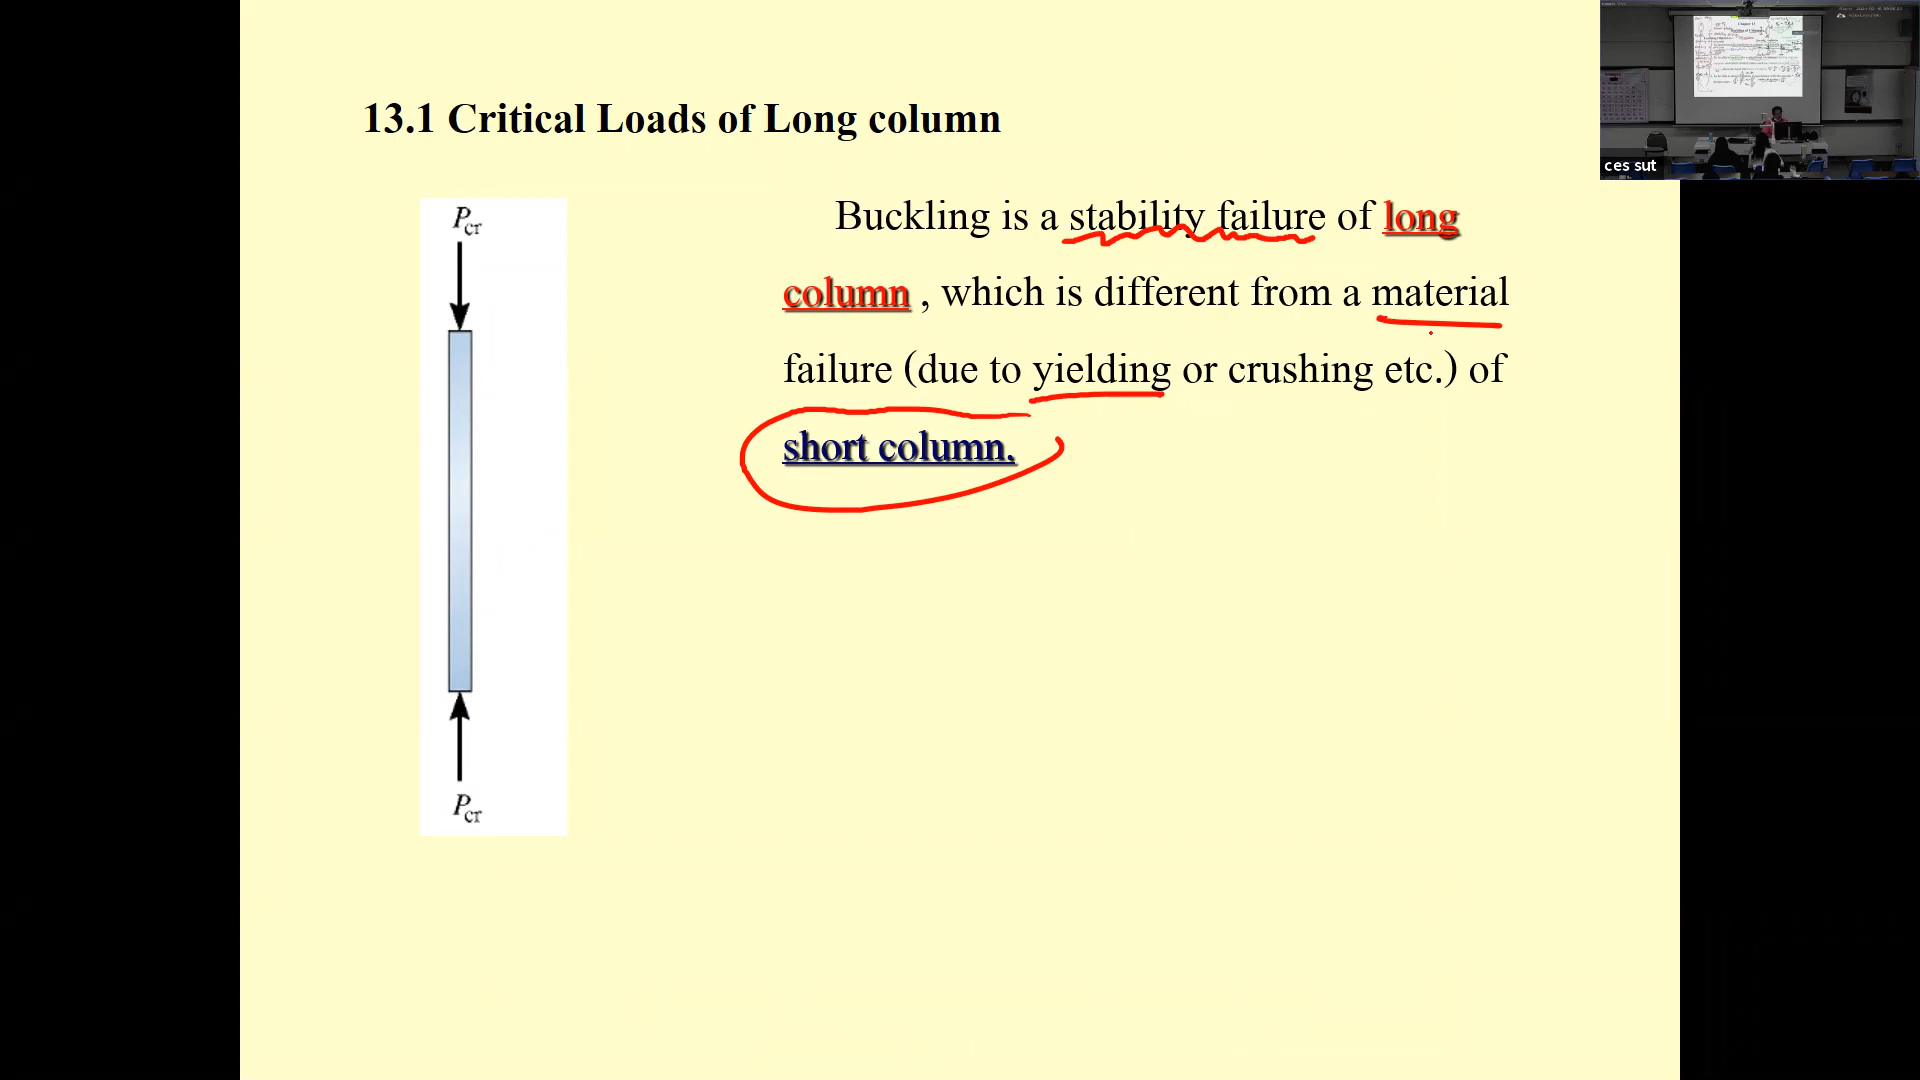 13.1 Critical Loads of Long column
Pcr
Buckling is a stability failure of long
column , which is different from a material
failure (due to yielding or crushing etc.) of
short column.
Pcr
ces sut